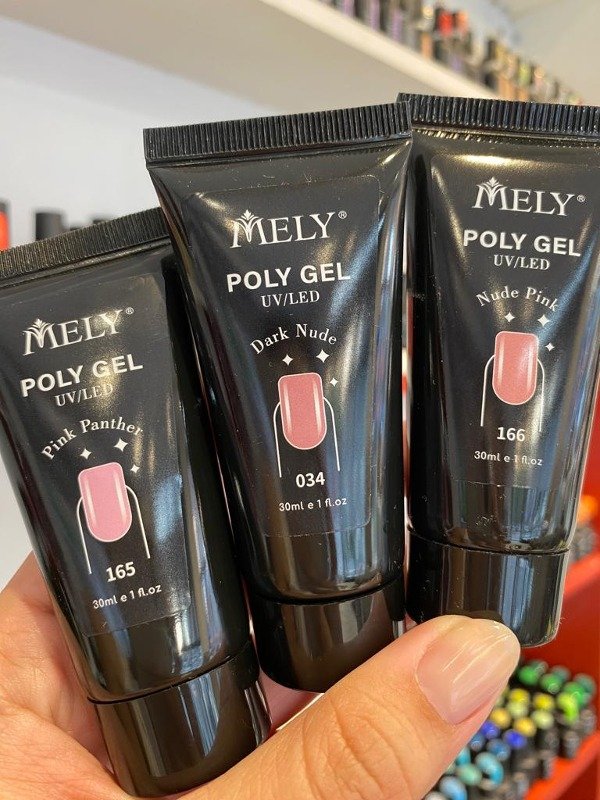 MELY®
POLY GEL
UV/LED
Pink Panther
165
30ml e 1 fl.oz
MELY®
POLY GEL
UV/LED
Dark Nude
034
30ml e 1 fl.oz
MELY®
POLY GEL
UV/LED
Nude Pink
166
30ml e 1 fl.oz